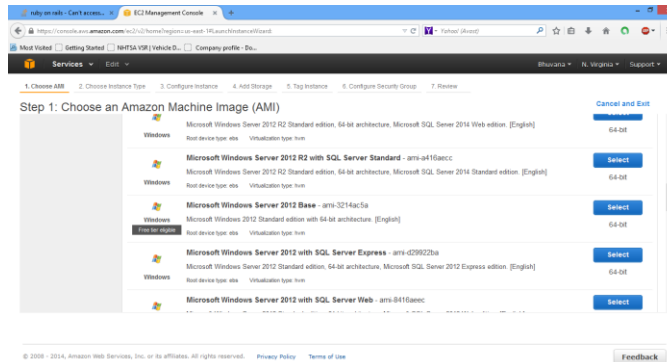 ruby on rails - Can't access...
EC2 Management Console
https://console.aws.amazon.com/ec2/v2/home?region=us-east-1#LaunchInstanceWizard:
Yahoo! (Avast)
Most Visited Getting Started NHTSA VSR | Vehicle D... Company profile - Do...
Services Edit Bhuvana N. Virginia Support
1. Choose AMI 2. Choose Instance Type 3. Configure Instance 4. Add Storage 5. Tag Instance 6. Configure Security Group 7. Review
Step 1: Choose an Amazon Machine Image (AMI) Cancel and Exit
Windows
Microsoft Windows Server 2012 R2 Standard edition, 64-bit architecture, Microsoft SQL Server 2014 Web edition. [English]
Root device type: ebs Virtualization type: hvm
64-bit
Microsoft Windows Server 2012 R2 with SQL Server Standard - ami-a416aecc
Windows
Microsoft Windows Server 2012 R2 Standard edition, 64-bit architecture, Microsoft SQL Server 2014 Standard edition. [English]
Root device type: ebs Virtualization type: hvm
Select
64-bit
Microsoft Windows Server 2012 Base - ami-3214ac5a
Windows
Free tier eligible
Microsoft Windows 2012 Standard edition with 64-bit architecture. [English]
Root device type: ebs Virtualization type: hvm
Select
64-bit
Microsoft Windows Server 2012 with SQL Server Express - ami-d29922ba
Windows
Microsoft Windows Server 2012 Standard edition, 64-bit architecture, Microsoft SQL Server 2012 Express edition. [English]
Root device type: ebs Virtualization type: hvm
Select
64-bit
Microsoft Windows Server 2012 with SQL Server Web - ami-8416aeec
Select
© 2008 - 2014, Amazon Web Services, Inc. or its affiliates. All rights reserved. Privacy Policy Terms of Use Feedback